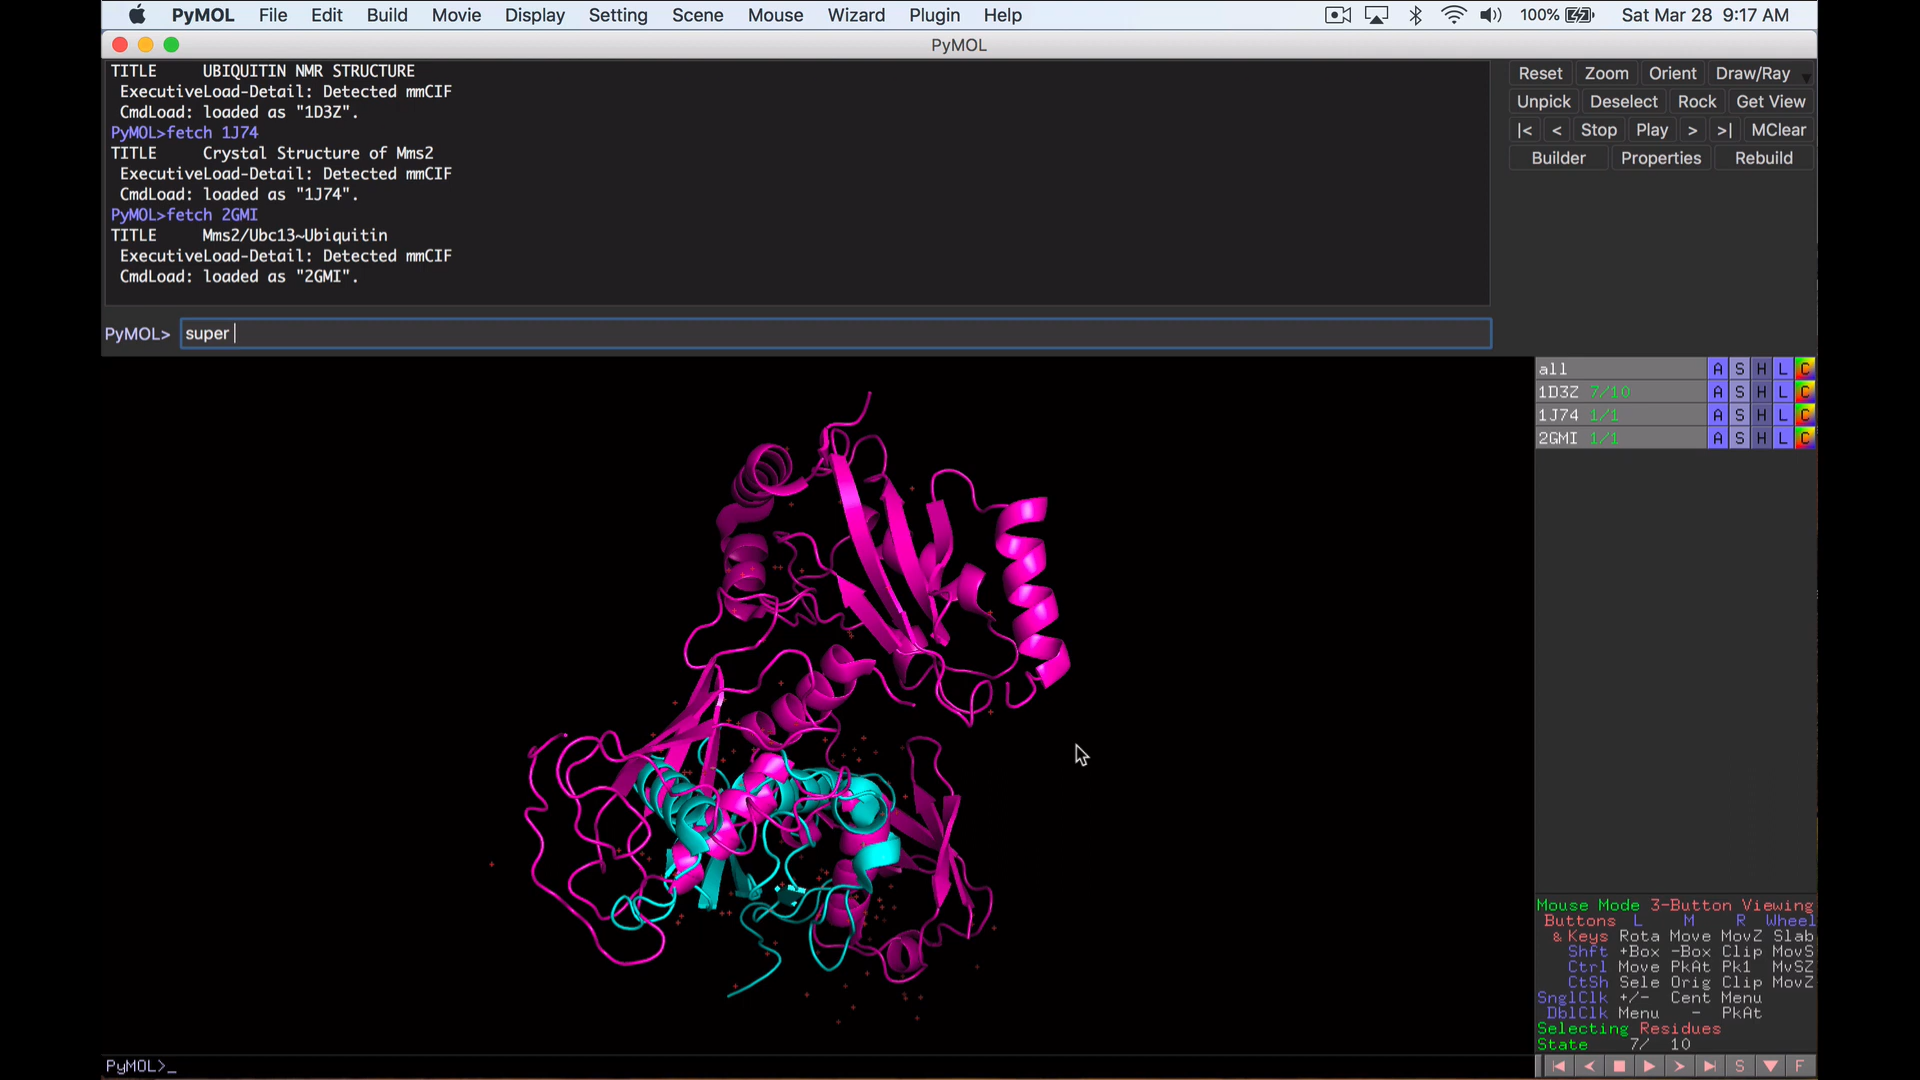 PyMOL File Edit Build Movie Display Setting Scene Mouse Wizard Plugin Help 100% Sat Mar 28 9:17 AM
PyMOL
TITLE UBIQUITIN NMR STRUCTURE
ExecutiveLoad-Detail: Detected mmCIF
CmdLoad: loaded as "1D3Z".
PyMOL>fetch 1J74
TITLE Crystal Structure of Mms2
ExecutiveLoad-Detail: Detected mmCIF
CmdLoad: loaded as "1J74".
PyMOL>fetch 2GMI
TITLE Mms2/Ubc13~Ubiquitin
ExecutiveLoad-Detail: Detected mmCIF
CmdLoad: loaded as "2GMI".
PyMOL> super
Reset Zoom Orient Draw/Ray
Unpick Deselect Rock Get View
|< < Stop Play > >| MClear
Builder Properties Rebuild
all A S H L C
1D3Z 7/10 A S H L C
1J74 1/1 A S H L C
2GMI 1/1 A S H L C
Mouse Mode 3-Button Viewing
Buttons L M R Wheel
& Keys Rota Move MovZ Slab
Shft +Box -Box Clip MovS
Ctrl Move PkAt Pk1 MvSZ
CtSh Sele Orig Clip MovZ
SnglClk +/- Cent Menu
DblClk Menu - PkAt
Selecting Residues
State 7/ 10
PyMOL>_
S F